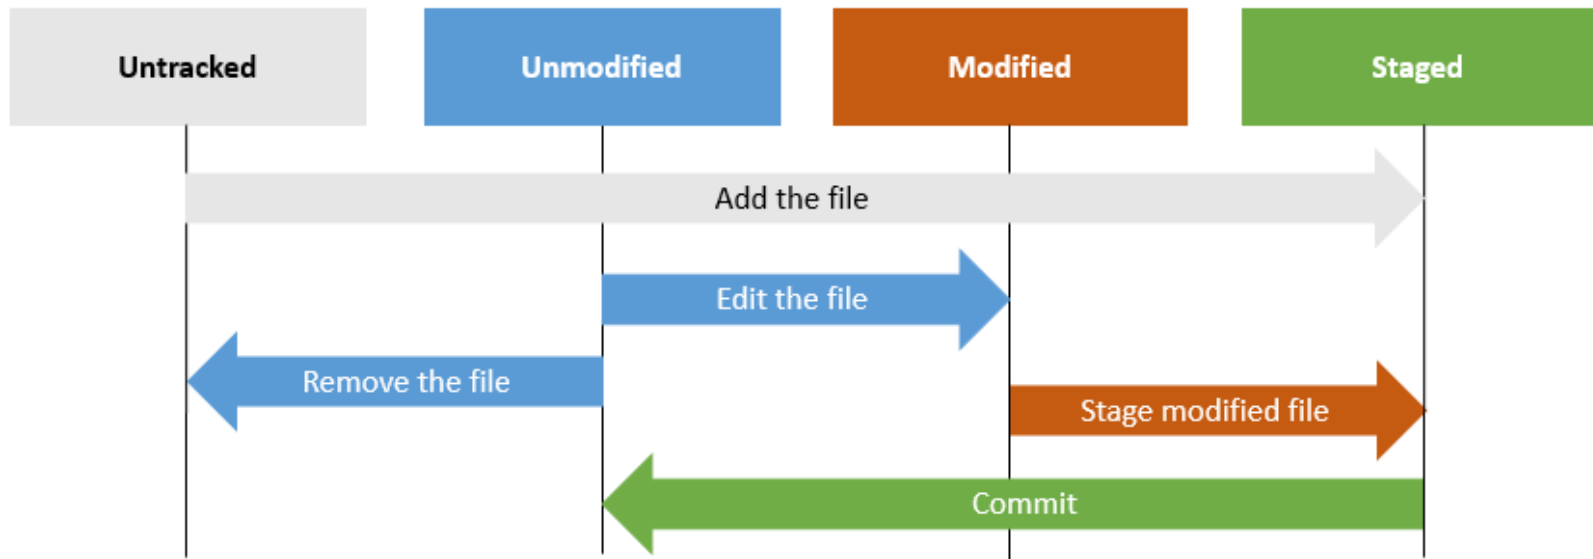 Untracked
Unmodified
Modified
Staged
Add the file
Edit the file
Remove the file
Stage modified file
Commit